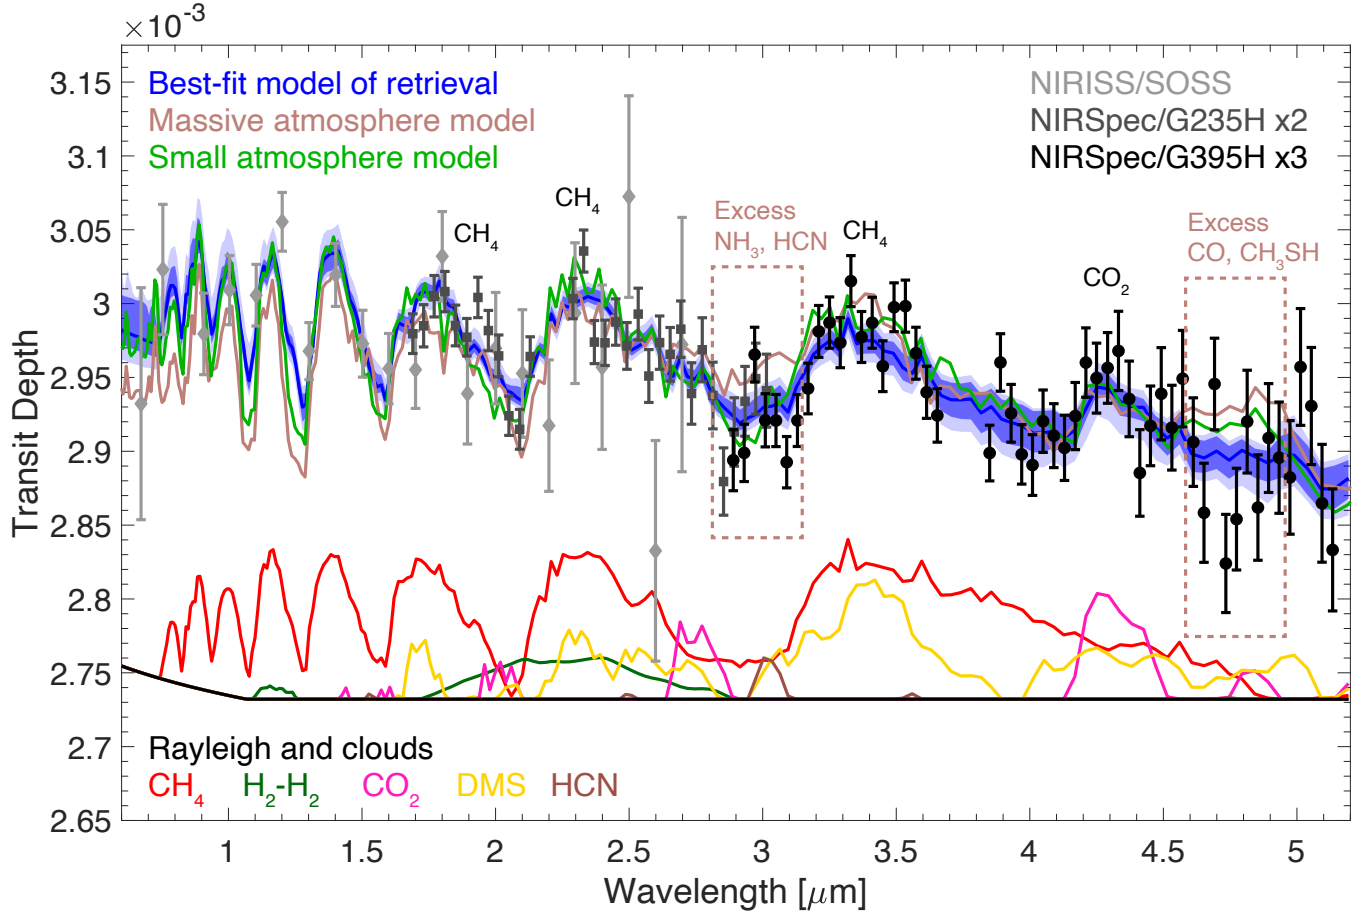 ×10⁻³
Best-fit model of retrieval
Massive atmosphere model
Small atmosphere model
NIRISS/SOSS
NIRSpec/G235H x2
NIRSpec/G395H x3
CH₄
CH₄
Excess
NH₃, HCN
CH₄
CO₂
Excess
CO, CH₃SH
3.15
3.1
3.05
3
2.95
2.9
2.85
2.8
2.75
2.7
2.65
Transit Depth
Rayleigh and clouds
CH₄ H₂-H₂ CO₂ DMS HCN
1 1.5 2 2.5 3 3.5 4 4.5 5
Wavelength [μm]